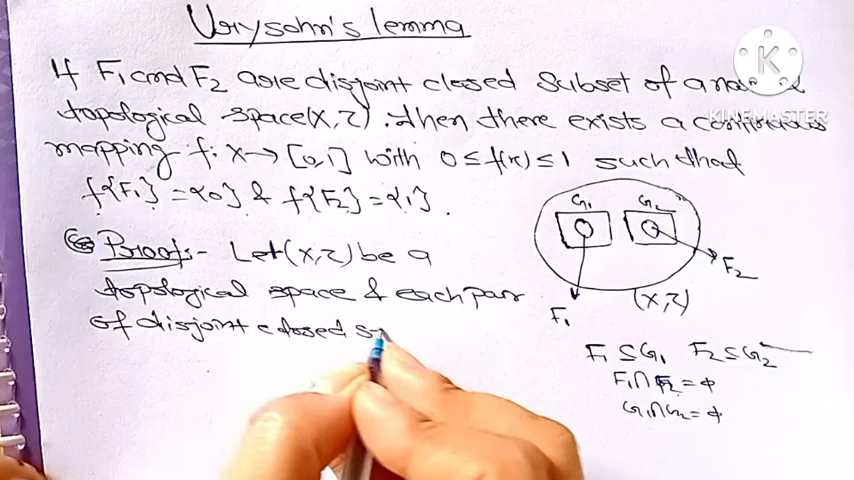 Urysohn's lemma
If F₁ and F₂ are disjoint closed subset of a
topological space (X,τ). Then there exists a continuous
mapping f: X→[0,1] with 0≤f(x)≤1 such that
f{F₁}={0} & f{F₂}={1}.
Proof:- Let (X,τ) be a
topological space & each pair
of disjoint closed s
G₁ G₂
F₁ F₂
(X,τ)
F₁⊆G₁ F₂⊆G₂
F₁∩F₂=ϕ
G₁∩G₂=ϕ
K
KINEMASTER